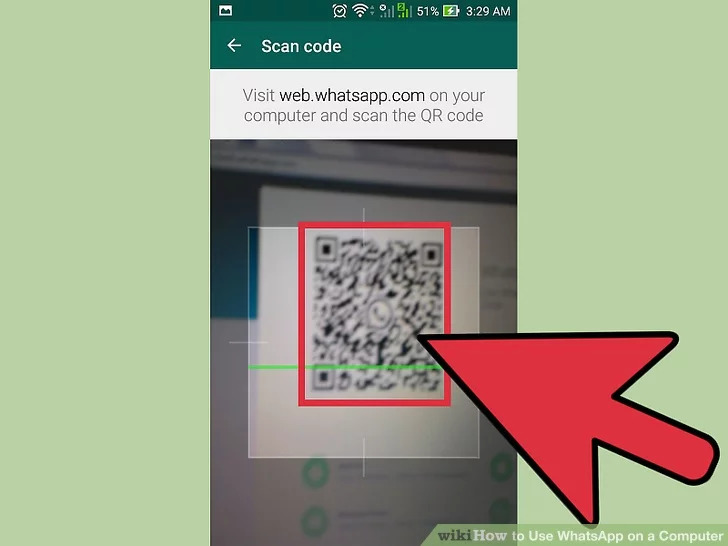 51% 3:29 AM
Scan code
Visit web.whatsapp.com on your
computer and scan the QR code
wikiHow to Use WhatsApp on a Computer